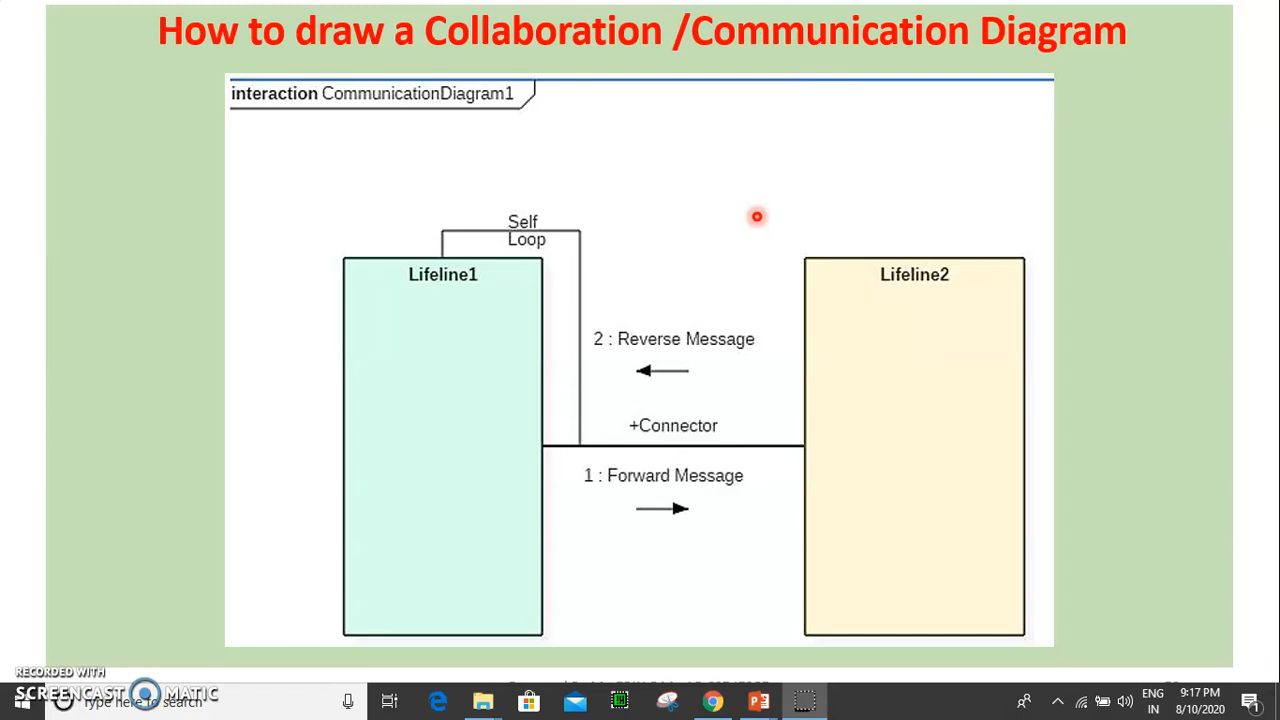 How to draw a Collaboration /Communication Diagram
interaction CommunicationDiagram1
Self
Loop
Lifeline1
Lifeline2
2 : Reverse Message
+Connector
1 : Forward Message
RECORDED WITH
SCREENCAST MATIC
Type here to search
ENG
IN
9:17 PM
8/10/2020
1